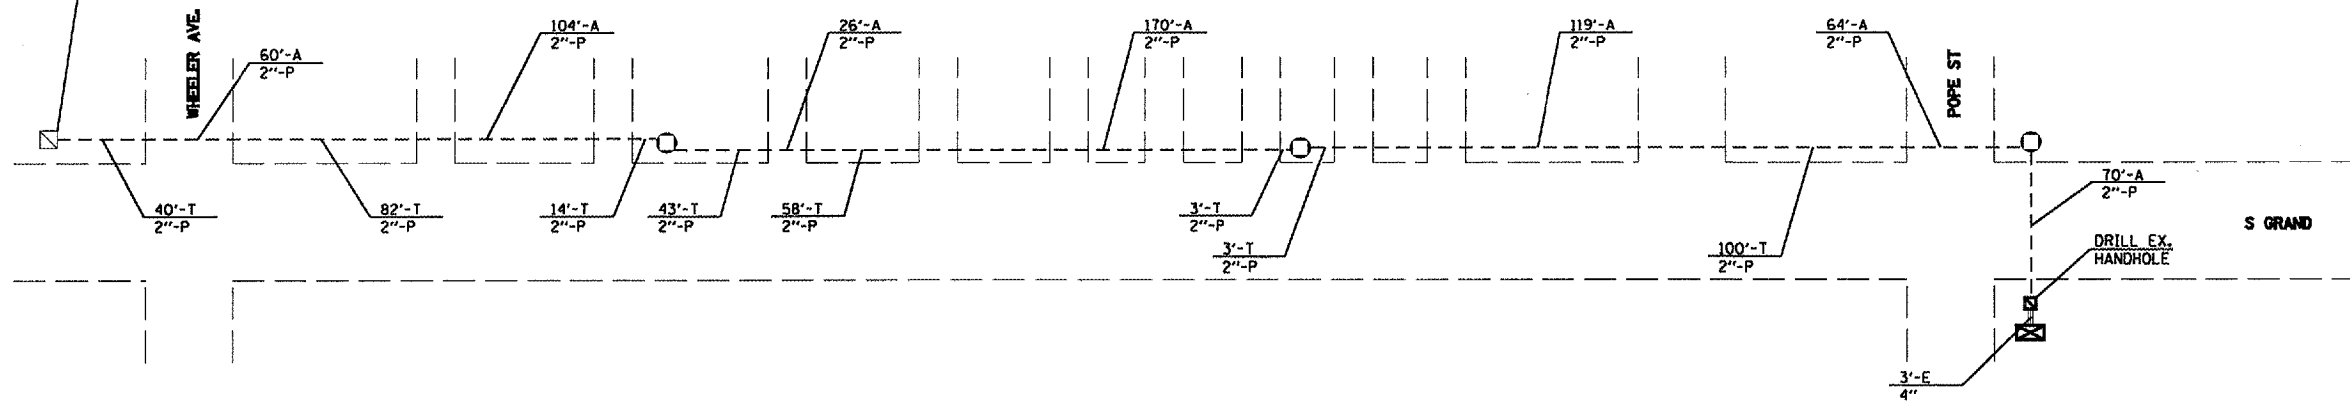 WHEELER AVE.
60'-A
2"-P
104'-A
2"-P
26'-A
2"-P
170'-A
2"-P
119'-A
2"-P
64'-A
2"-P
POPE ST
40'-T
2"-P
82'-T
2"-P
14'-T
2"-P
43'-T
2"-P
58'-T
2"-P
3'-T
2"-P
3'-T
2"-P
100'-T
2"-P
70'-A
2"-P
S GRAND
DRILL EX.
HANDHOLE
3'-E
4"